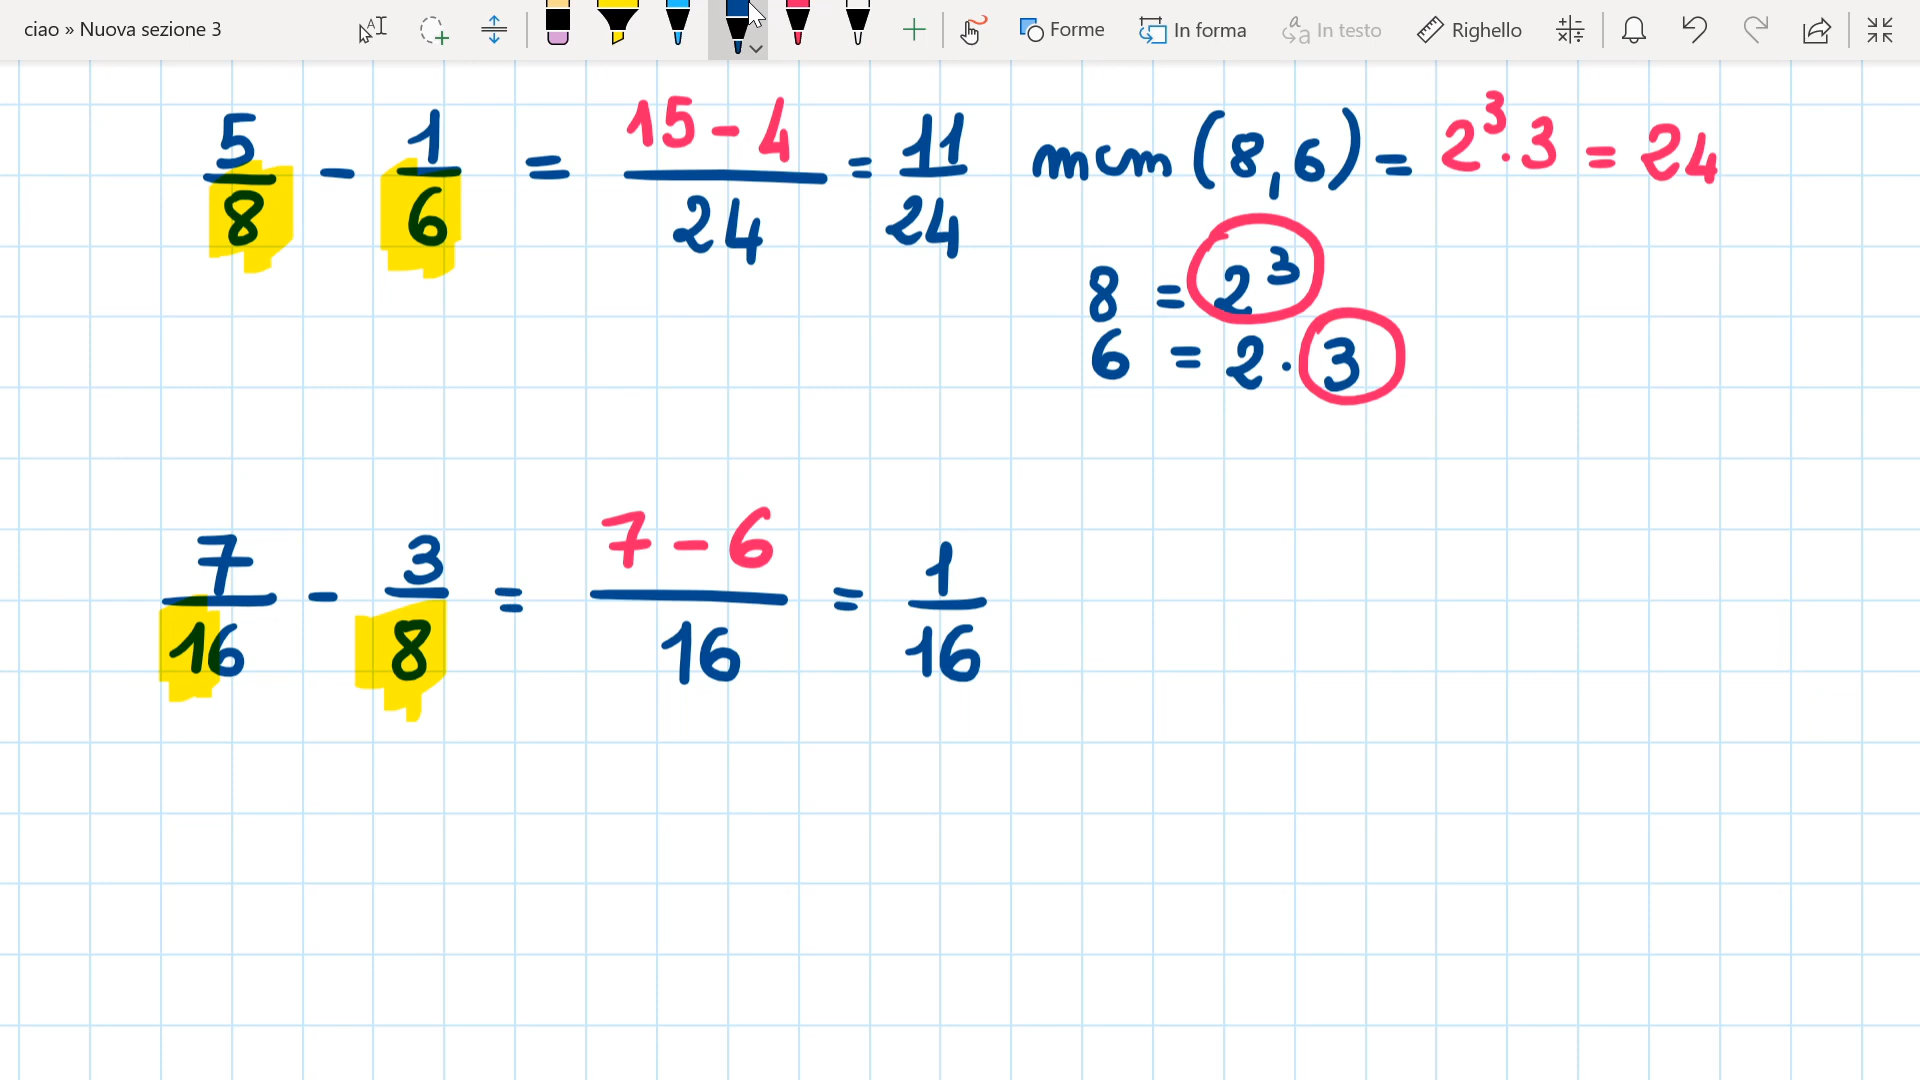 ciao » Nuova sezione 3 Forme In forma In testo Righello
5/8 - 1/6 = (15 - 4)/24 = 11/24 mcm (8,6) = 2³ · 3 = 24
8 = 2³
6 = 2 · 3
7/16 - 3/8 = (7 - 6)/16 = 1/16